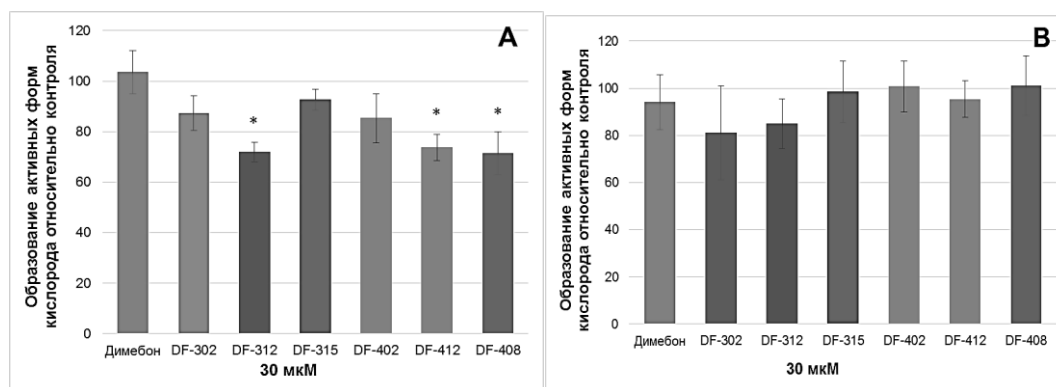 A
Образование активных форм
кислорода относительно контроля
120
100
80
60
40
20
0
*
*
*
Димебон DF-302 DF-312 DF-315 DF-402 DF-412 DF-408
30 мкМ
B
Образование активных форм
кислорода относительно контроля
120
100
80
60
40
20
0
Димебон DF-302 DF-312 DF-315 DF-402 DF-412 DF-408
30 мкМ